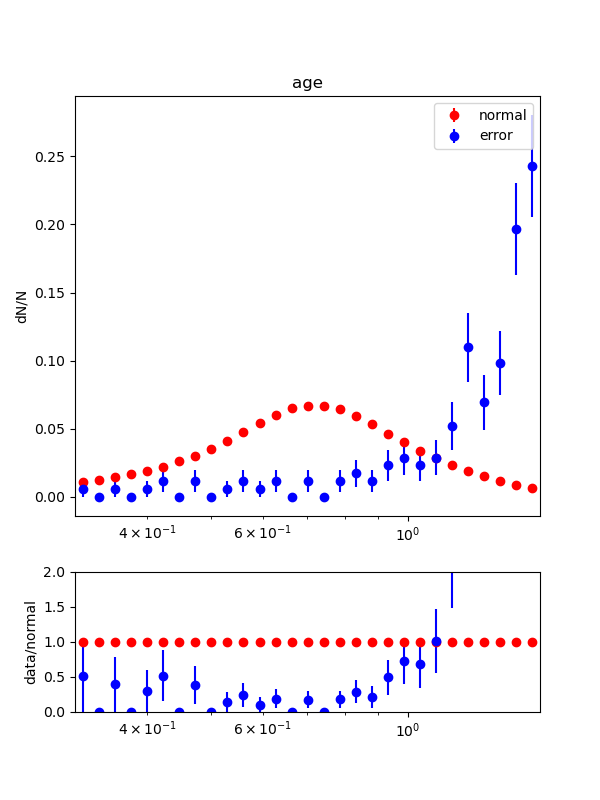 age
normal
error
dN/N
0.25
0.20
0.15
0.10
0.05
0.00
4 × 10⁻¹
6 × 10⁻¹
10⁰
data/normal
2.0
1.5
1.0
0.5
0.0
4 × 10⁻¹
6 × 10⁻¹
10⁰